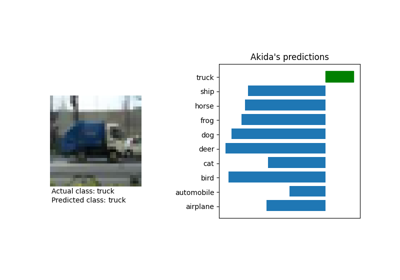 Akida's predictions
truck
ship
horse
frog
dog
deer
cat
bird
automobile
airplane
Actual class: truck
Predicted class: truck